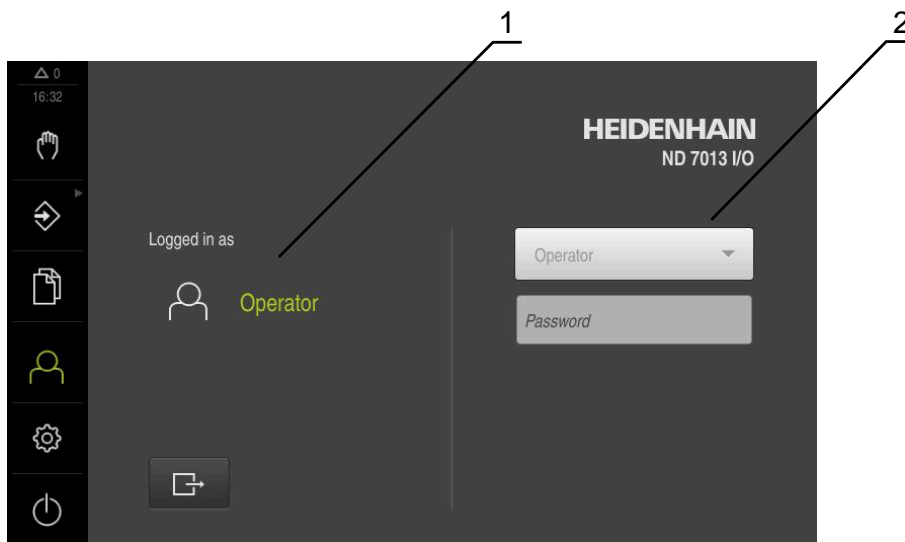 1
2
△ 0
16:32
HEIDENHAIN
ND 7013 I/O
Logged in as
Operator
Operator
Password